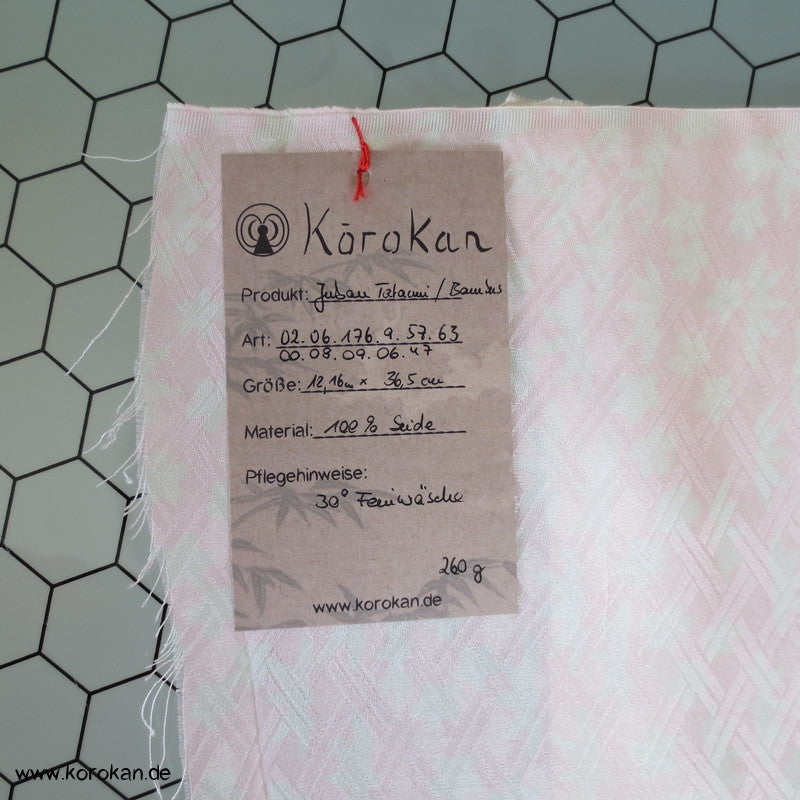 Kōrokan
Produkt: Juban Tatami / Bambus
Art: 02.06.176.9.57.63
00.08.09.06.47
Größe: 12,16m x 36,5 cm
Material: 100 % Seide
Pflegehinweise:
30° Feinwäsche
260 g
www.korokan.de
www.korokan.de